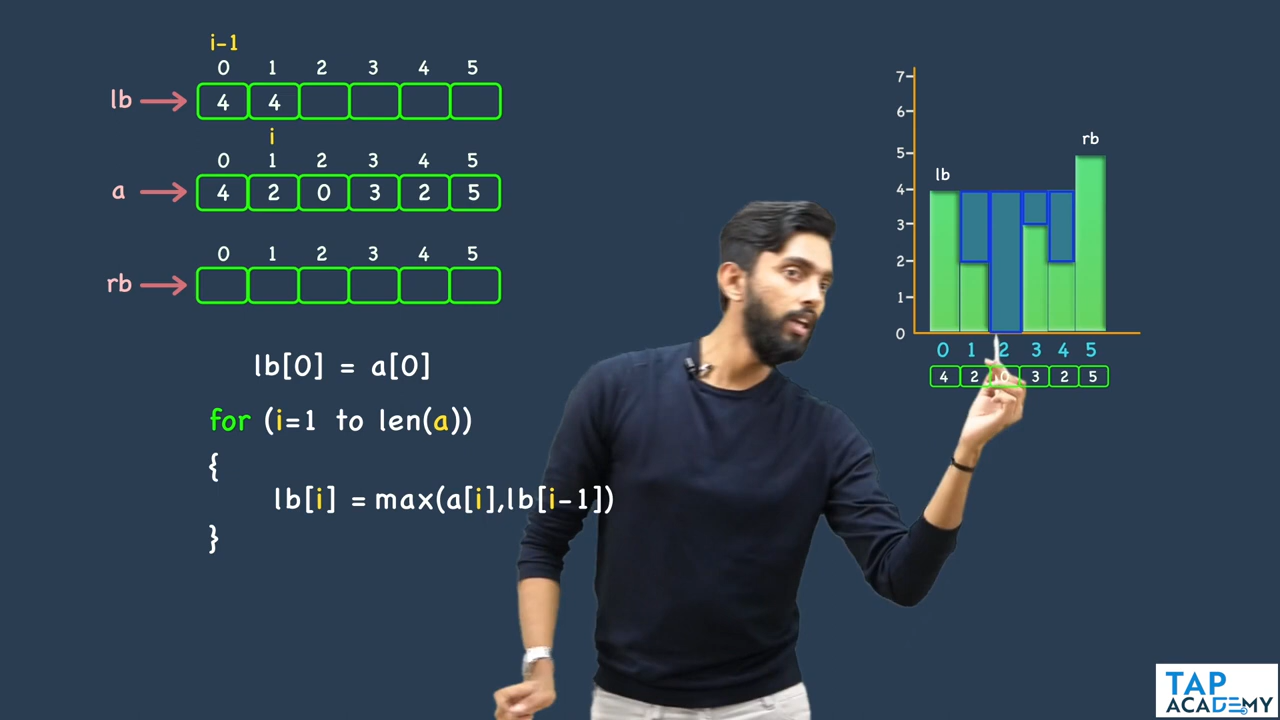 i-1
0 1 2 3 4 5
lb → 4 4
i
0 1 2 3 4 5
a → 4 2 0 3 2 5
0 1 2 3 4 5
rb →
lb[0] = a[0]
for (i=1 to len(a))
{
lb[i] = max(a[i],lb[i-1])
}
7
6
5
4
3
2
1
0
lb
rb
0 1 2 3 4 5
4 2 0 3 2 5
TAP
ACADEMY